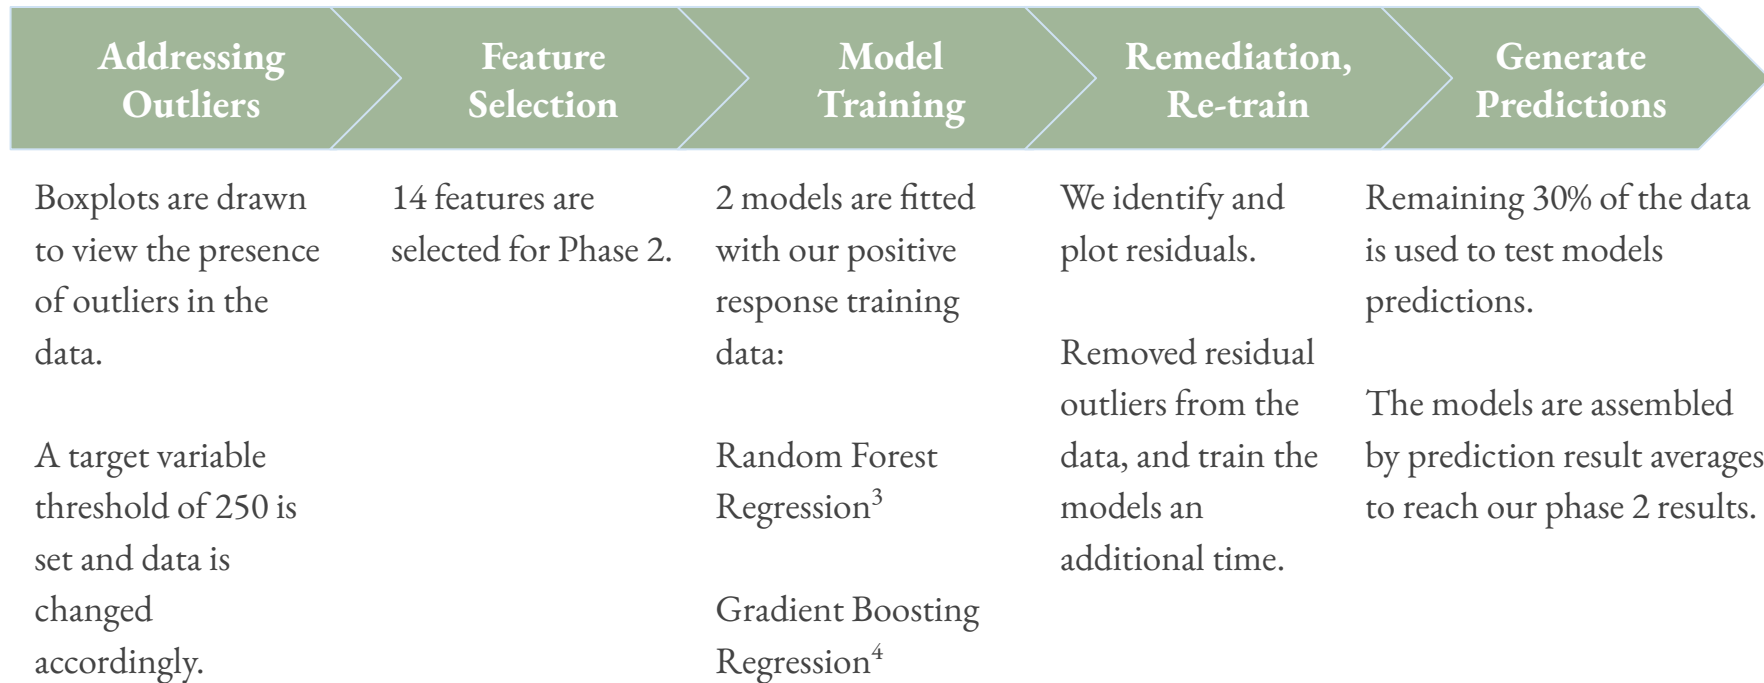 Addressing
Outliers
Feature
Selection
Model
Training
Remediation,
Re-train
Generate
Predictions
Boxplots are drawn
to view the presence
of outliers in the
data.
A target variable
threshold of 250 is
set and data is
changed
accordingly.
14 features are
selected for Phase 2.
2 models are fitted
with our positive
response training
data:
Random Forest
Regression³
Gradient Boosting
Regression⁴
We identify and
plot residuals.
Removed residual
outliers from the
data, and train the
models an
additional time.
Remaining 30% of the data
is used to test models
predictions.
The models are assembled
by prediction result averages
to reach our phase 2 results.